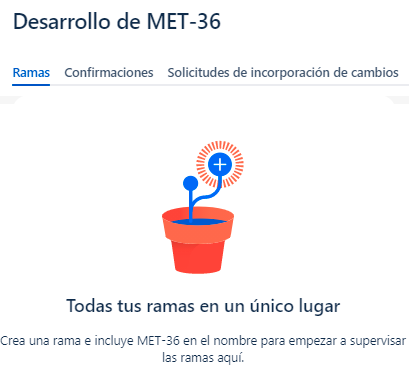 Desarrollo de MET-36
Ramas Confirmaciones Solicitudes de incorporación de cambios
Todas tus ramas en un único lugar
Crea una rama e incluye MET-36 en el nombre para empezar a supervisar
las ramas aquí.